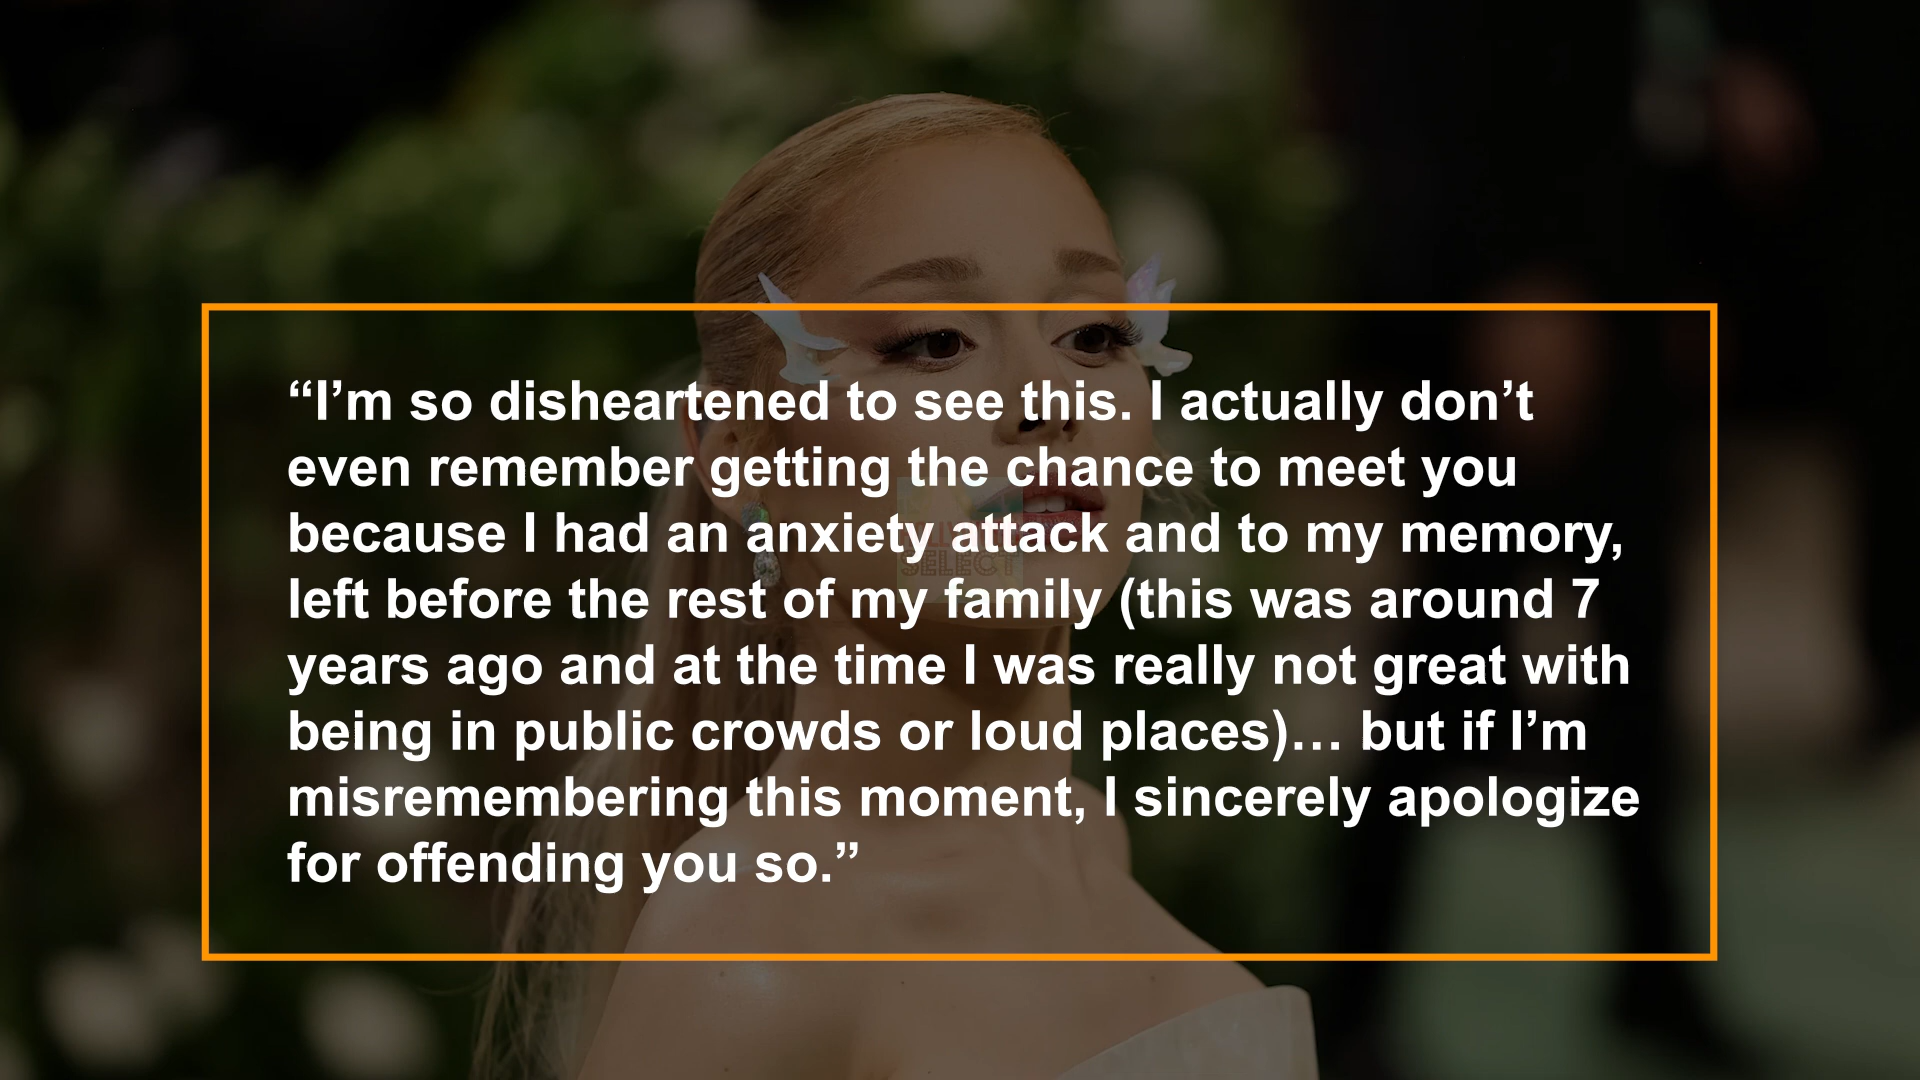 “I’m so disheartened to see this. I actually don’t
even remember getting the chance to meet you
because I had an anxiety attack and to my memory,
left before the rest of my family (this was around 7
years ago and at the time I was really not great with
being in public crowds or loud places)… but if I’m
misremembering this moment, I sincerely apologize
for offending you so.”
SELECT